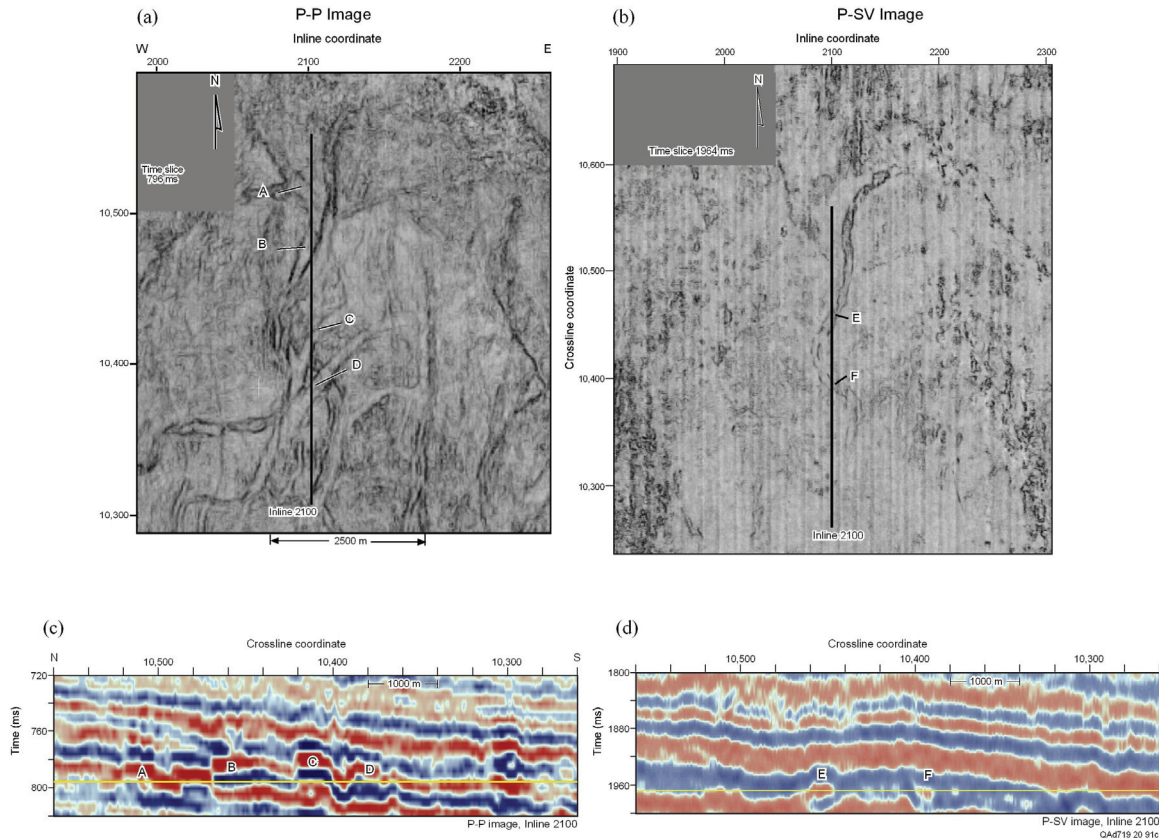 (a)
P-P Image
Inline coordinate
W
E
2000
2100
2200
N
Time slice
796 ms
A
10,500
B
C
10,400
D
10,300
Inline 2100
2500 m
(b)
P-SV Image
Inline coordinate
1900
2000
2100
2200
2300
N
Time slice 1964 ms
10,600
10,500
Crossline coordinate
E
10,400
F
10,300
Inline 2100
(c)
Crossline coordinate
N
10,500
10,400
10,300
S
720
1000 m
Time (ms)
760
A
B
C
D
800
P-P image, Inline 2100
(d)
Crossline coordinate
10,500
10,400
10,300
1800
1000 m
Time (ms)
1880
E
F
1960
P-SV image, Inline 2100
QAd719 20 91c